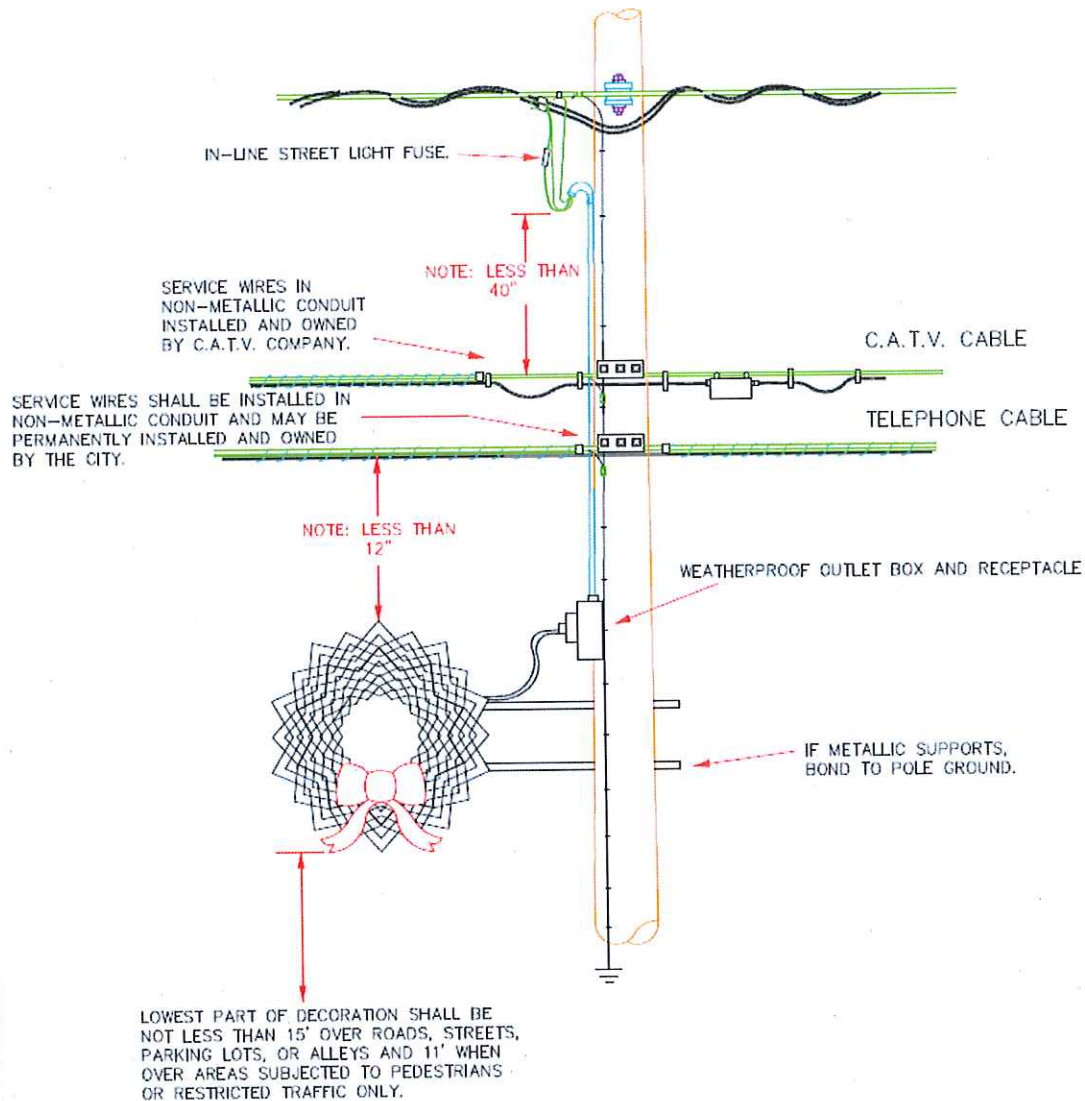 IN-LINE STREET LIGHT FUSE.
NOTE: LESS THAN
40"
SERVICE WIRES IN
NON-METALLIC CONDUIT
INSTALLED AND OWNED
BY C.A.T.V. COMPANY.
C.A.T.V. CABLE
SERVICE WIRES SHALL BE INSTALLED IN
NON-METALLIC CONDUIT AND MAY BE
PERMANENTLY INSTALLED AND OWNED
BY THE CITY.
TELEPHONE CABLE
NOTE: LESS THAN
12"
WEATHERPROOF OUTLET BOX AND RECEPTACLE
IF METALLIC SUPPORTS,
BOND TO POLE GROUND.
LOWEST PART OF DECORATION SHALL BE
NOT LESS THAN 15' OVER ROADS, STREETS,
PARKING LOTS, OR ALLEYS AND 11' WHEN
OVER AREAS SUBJECTED TO PEDESTRIANS
OR RESTRICTED TRAFFIC ONLY.